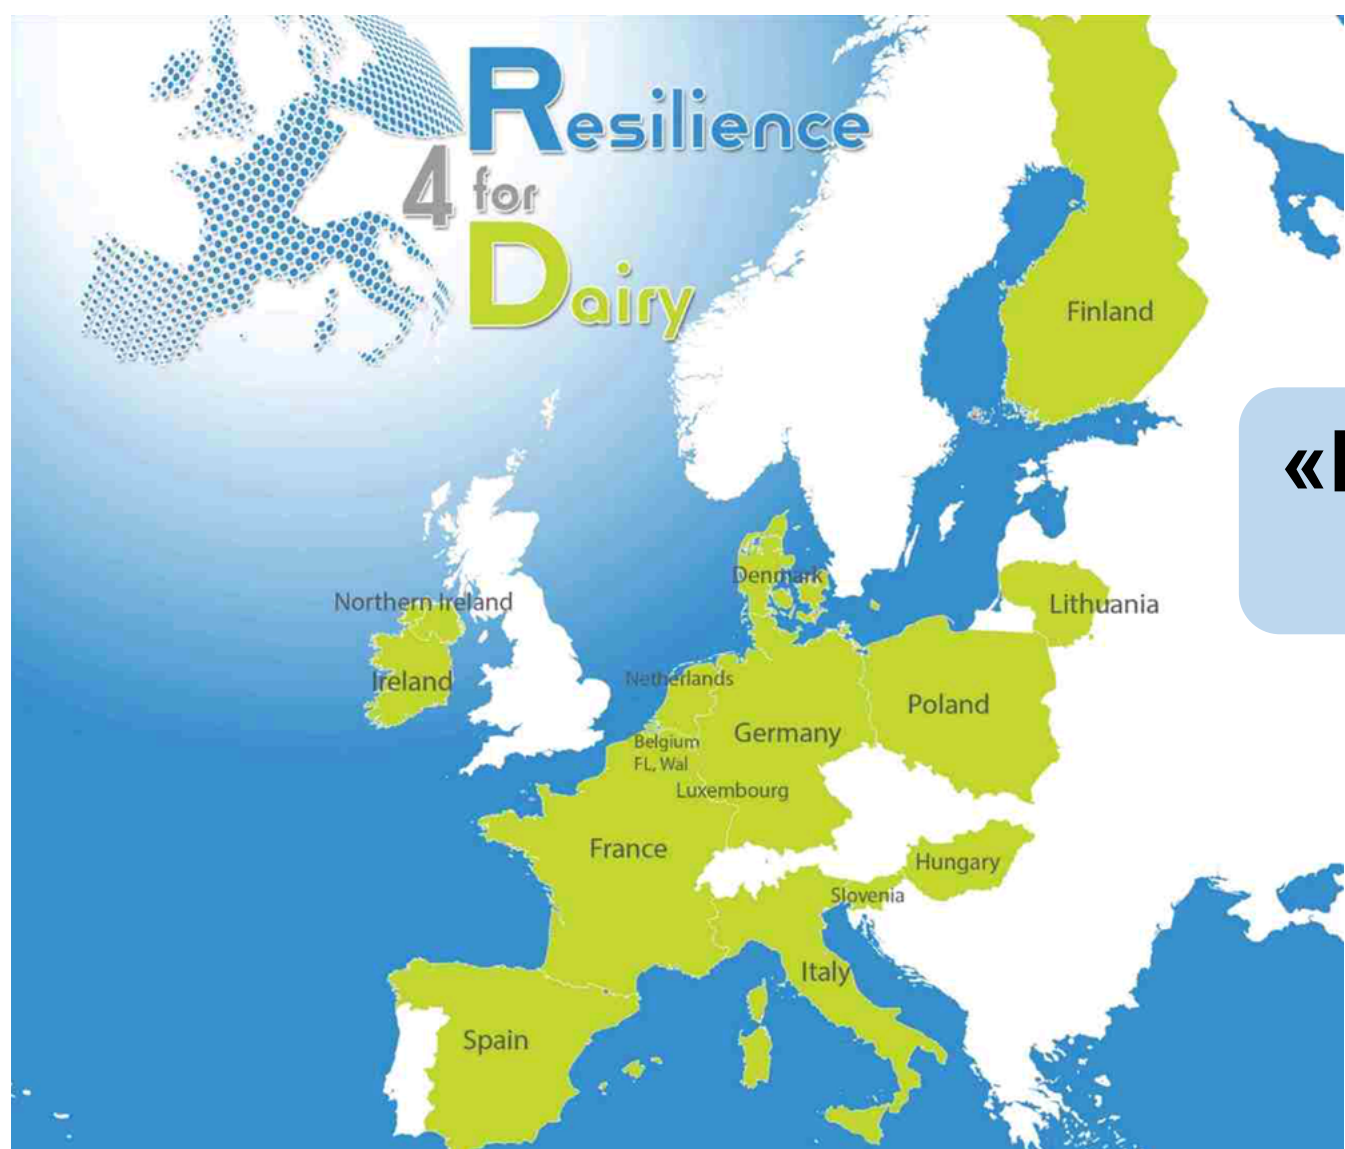 Resilience
4 for
Dairy
Finland
Denmark
Lithuania
Northern Ireland
Ireland
Netherlands
Poland
Germany
Belgium
FL, Wal
Luxembourg
France
Hungary
Slovenia
Italy
Spain
«